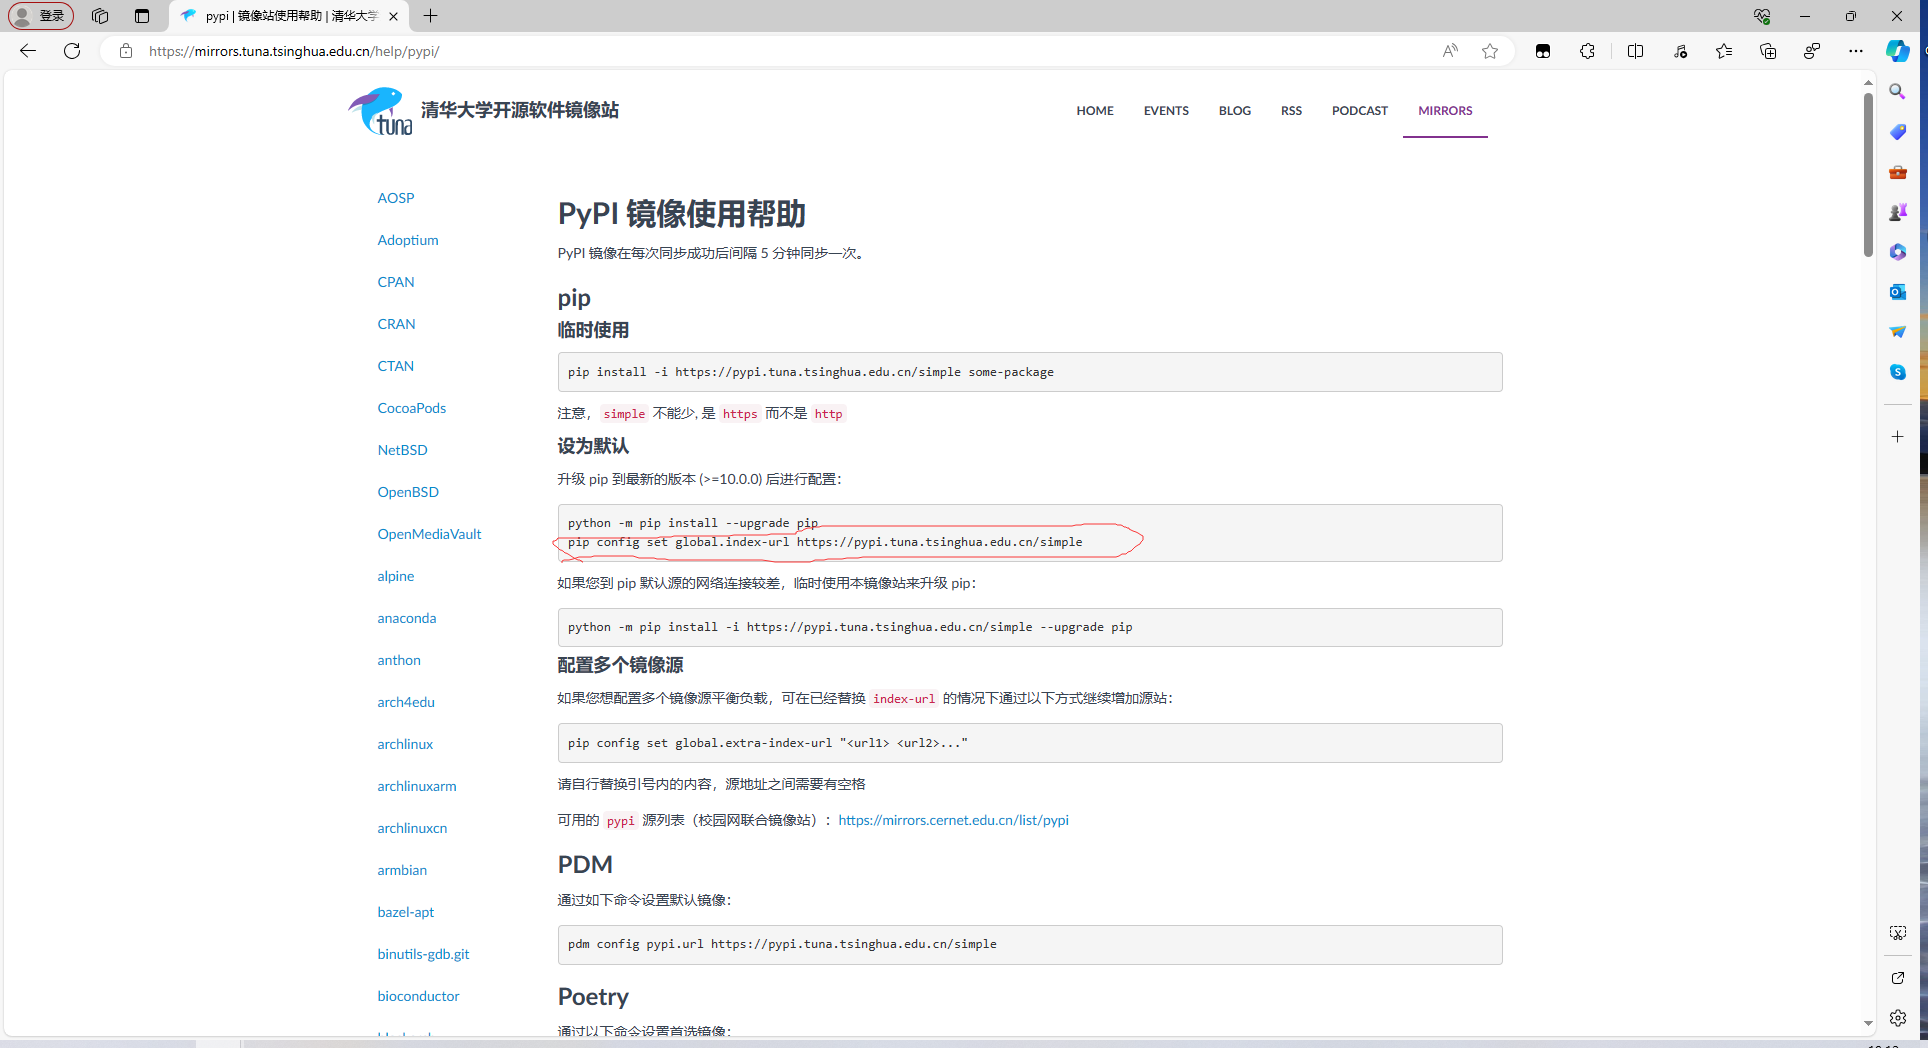 登录
pypi | 镜像站使用帮助 | 清华大学
https://mirrors.tuna.tsinghua.edu.cn/help/pypi/
tuna
清华大学开源软件镜像站
HOME
EVENTS
BLOG
RSS
PODCAST
MIRRORS
AOSP
Adoptium
CPAN
CRAN
CTAN
CocoaPods
NetBSD
OpenBSD
OpenMediaVault
alpine
anaconda
anthon
arch4edu
archlinux
archlinuxarm
archlinuxcn
armbian
bazel-apt
binutils-gdb.git
bioconductor
PyPI 镜像使用帮助
PyPI 镜像在每次同步成功后间隔 5 分钟同步一次。
pip
临时使用
pip install -i https://pypi.tuna.tsinghua.edu.cn/simple some-package
注意，simple 不能少, 是 https 而不是 http
设为默认
升级 pip 到最新的版本 (>=10.0.0) 后进行配置：
python -m pip install --upgrade pip
pip config set global.index-url https://pypi.tuna.tsinghua.edu.cn/simple
如果您到 pip 默认源的网络连接较差，临时使用本镜像站来升级 pip：
python -m pip install -i https://pypi.tuna.tsinghua.edu.cn/simple --upgrade pip
配置多个镜像源
如果您想配置多个镜像源平衡负载，可在已经替换 index-url 的情况下通过以下方式继续增加源站：
pip config set global.extra-index-url "<url1> <url2>..."
请自行替换引号内的内容，源地址之间需要有空格
可用的 pypi 源列表（校园网联合镜像站）：https://mirrors.cernet.edu.cn/list/pypi
PDM
通过如下命令设置默认镜像：
pdm config pypi.url https://pypi.tuna.tsinghua.edu.cn/simple
Poetry
通过以下命令设置首选镜像：